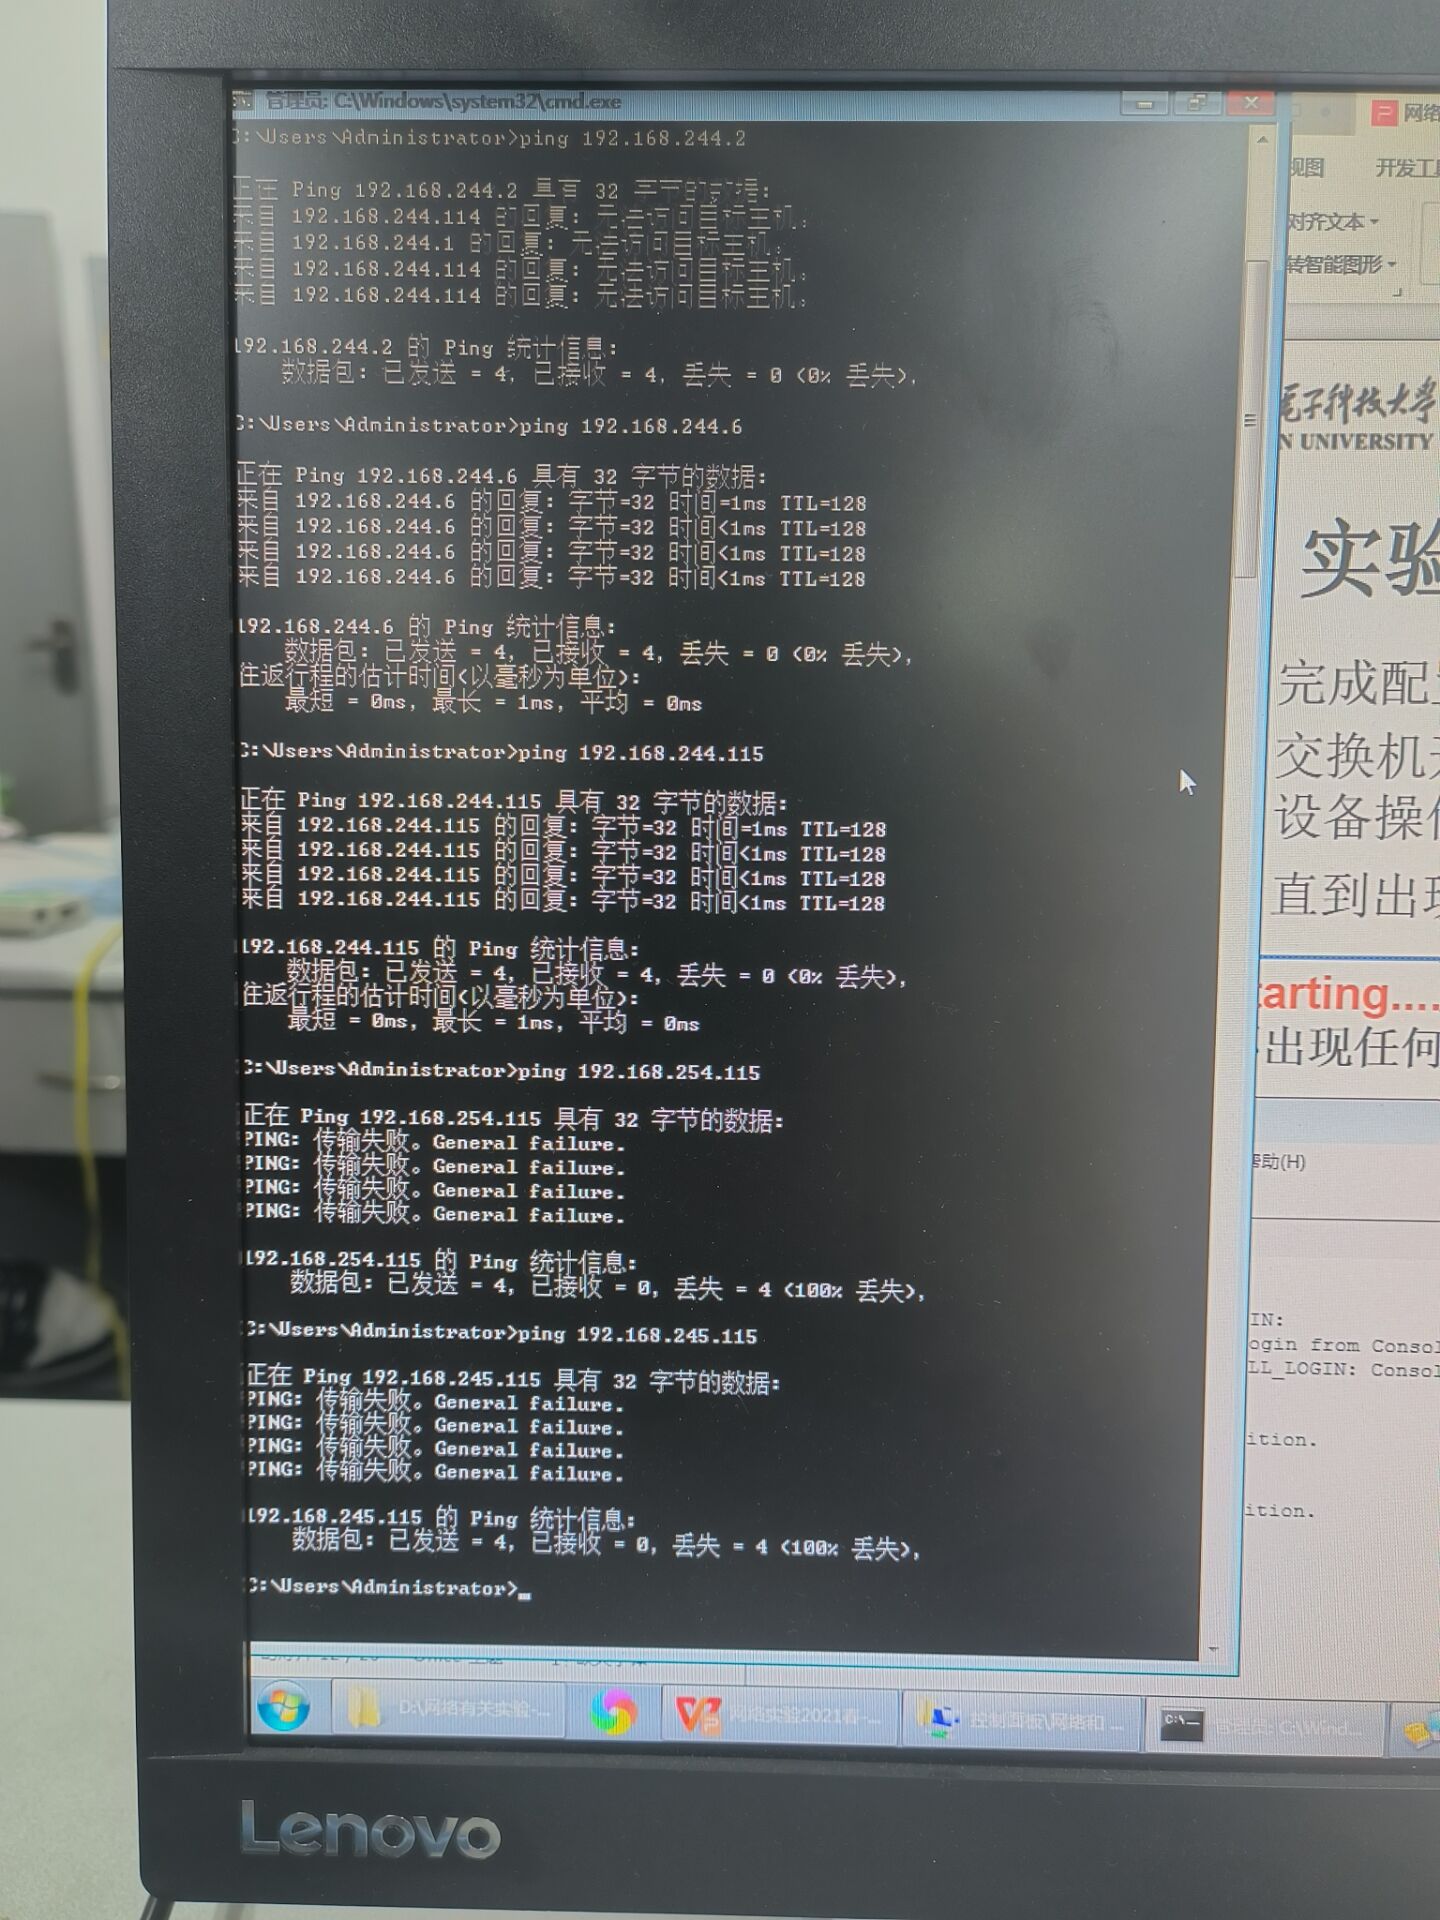 管理员: C:\Windows\system32\cmd.exe
C:\Users\Administrator>ping 192.168.244.2
正在 Ping 192.168.244.2 具有 32 字节的数据:
来自 192.168.244.114 的回复: 无法访问目标主机。
来自 192.168.244.1 的回复: 无法访问目标主机。
来自 192.168.244.114 的回复: 无法访问目标主机。
来自 192.168.244.114 的回复: 无法访问目标主机。
192.168.244.2 的 Ping 统计信息:
数据包: 已发送 = 4, 已接收 = 4, 丢失 = 0 (0% 丢失),
C:\Users\Administrator>ping 192.168.244.6
正在 Ping 192.168.244.6 具有 32 字节的数据:
来自 192.168.244.6 的回复: 字节=32 时间=1ms TTL=128
来自 192.168.244.6 的回复: 字节=32 时间<1ms TTL=128
来自 192.168.244.6 的回复: 字节=32 时间<1ms TTL=128
来自 192.168.244.6 的回复: 字节=32 时间<1ms TTL=128
192.168.244.6 的 Ping 统计信息:
数据包: 已发送 = 4, 已接收 = 4, 丢失 = 0 (0% 丢失),
往返行程的估计时间(以毫秒为单位):
最短 = 0ms, 最长 = 1ms, 平均 = 0ms
C:\Users\Administrator>ping 192.168.244.115
正在 Ping 192.168.244.115 具有 32 字节的数据:
来自 192.168.244.115 的回复: 字节=32 时间=1ms TTL=128
来自 192.168.244.115 的回复: 字节=32 时间<1ms TTL=128
来自 192.168.244.115 的回复: 字节=32 时间<1ms TTL=128
来自 192.168.244.115 的回复: 字节=32 时间<1ms TTL=128
192.168.244.115 的 Ping 统计信息:
数据包: 已发送 = 4, 已接收 = 4, 丢失 = 0 (0% 丢失),
往返行程的估计时间(以毫秒为单位):
最短 = 0ms, 最长 = 1ms, 平均 = 0ms
C:\Users\Administrator>ping 192.168.254.115
正在 Ping 192.168.254.115 具有 32 字节的数据:
PING: 传输失败。General failure.
PING: 传输失败。General failure.
PING: 传输失败。General failure.
PING: 传输失败。General failure.
192.168.254.115 的 Ping 统计信息:
数据包: 已发送 = 4, 已接收 = 0, 丢失 = 4 (100% 丢失),
C:\Users\Administrator>ping 192.168.245.115
正在 Ping 192.168.245.115 具有 32 字节的数据:
PING: 传输失败。General failure.
PING: 传输失败。General failure.
PING: 传输失败。General failure.
PING: 传输失败。General failure.
192.168.245.115 的 Ping 统计信息:
数据包: 已发送 = 4, 已接收 = 0, 丢失 = 4 (100% 丢失),
C:\Users\Administrator>
网络
视图 开发工具
对齐文本
转智能图形
电子科技大学
N UNIVERSITY
实验
完成配置
交换机
设备操作
直到出现
tarting....
出现任何
帮助(H)
IN:
ogin from Consol
LL_LOGIN: Consol
ition.
ition.
D:\网络有关实验-...
网络实验2021春-...
控制面板\网络和 ...
管理员: C:\Wind...
Lenovo